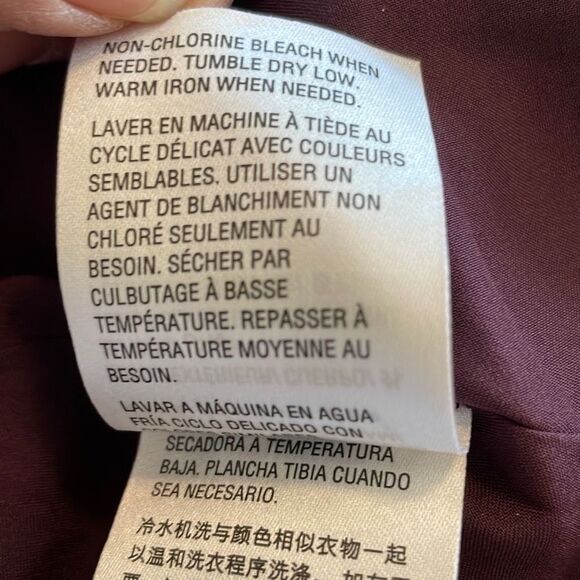 NON-CHLORINE BLEACH WHEN
NEEDED. TUMBLE DRY LOW.
WARM IRON WHEN NEEDED.
LAVER EN MACHINE À TIÈDE AU
CYCLE DÉLICAT AVEC COULEURS
SEMBLABLES. UTILISER UN
AGENT DE BLANCHIMENT NON
CHLORÉ SEULEMENT AU
BESOIN. SÉCHER PAR
CULBUTAGE À BASSE
TEMPÉRATURE. REPASSER À
TEMPÉRATURE MOYENNE AU
BESOIN.
LAVAR A MÁQUINA EN AGUA
FRÍA CICLO DELICADO CON
SECADORA A TEMPERATURA
BAJA. PLANCHA TIBIA CUANDO
SEA NECESARIO.
冷水机洗与颜色相似衣物一起
以温和洗衣程序洗涤